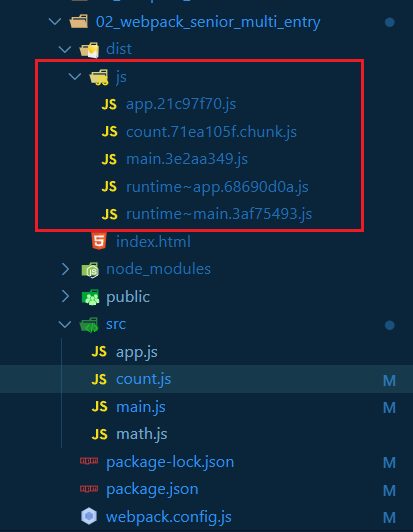 02_webpack_senior_multi_entry
dist
js
JS app.21c97f70.js
JS count.71ea105f.chunk.js
JS main.3e2aa349.js
JS runtime~app.68690d0a.js
JS runtime~main.3af75493.js
index.html
node_modules
public
src
JS app.js
JS count.js M
JS main.js M
JS math.js
package-lock.json M
package.json M
webpack.config.js M